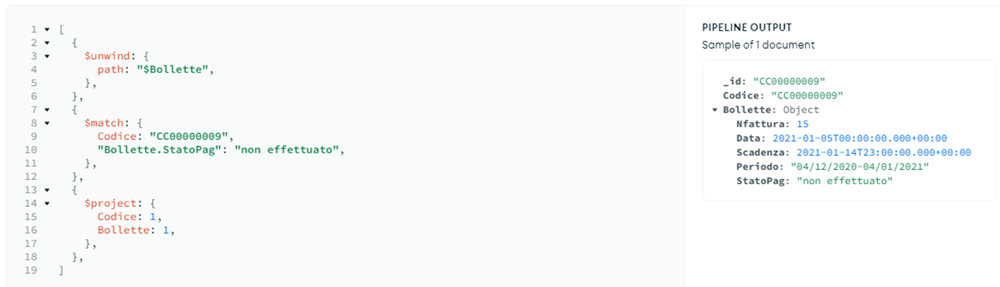 1 [
2 {
3 $unwind: {
4 path: "$Bollette",
5 },
6 },
7 {
8 $match: {
9 Codice: "CC00000009",
10 "Bollette.StatoPag": "non effettuato",
11 },
12 },
13 {
14 $project: {
15 Codice: 1,
16 Bollette: 1,
17 },
18 },
19 ]
PIPELINE OUTPUT
Sample of 1 document
_id: "CC00000009"
Codice: "CC00000009"
Bollette: Object
Nfattura: 15
Data: 2021-01-05T00:00:00.000+00:00
Scadenza: 2021-01-14T23:00:00.000+00:00
Periodo: "04/12/2020-04/01/2021"
StatoPag: "non effettuato"